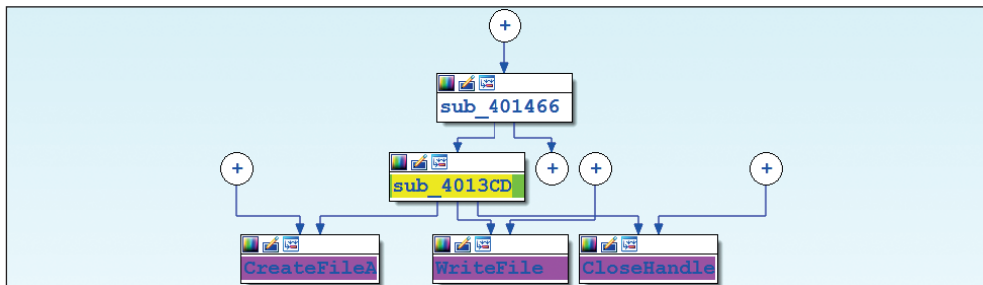 sub_401466
sub_4013CD
CreateFileA
WriteFile
CloseHandle